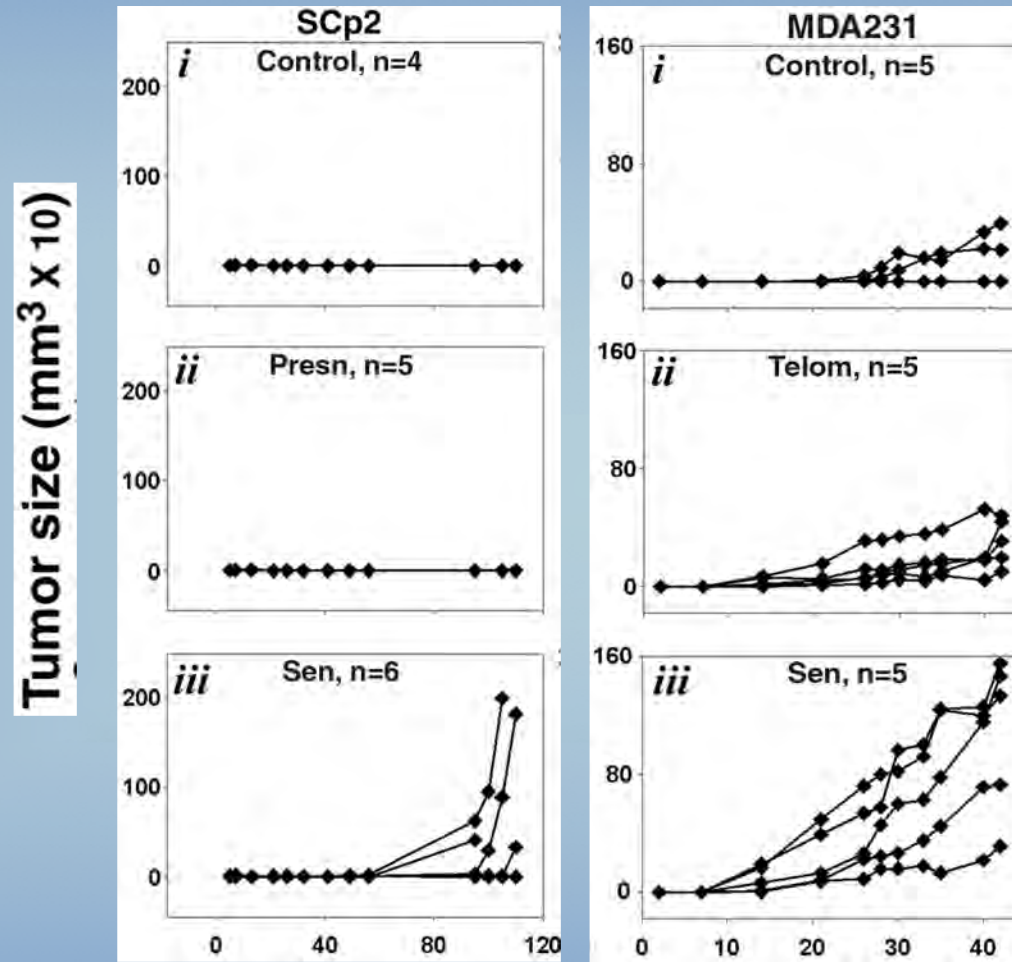 Tumor size (mm³ x 10)
SCp2
i
Control, n=4
200
100
0
ii
Presn, n=5
200
100
0
iii
Sen, n=6
200
100
0
0 40 80 120
MDA231
i
Control, n=5
160
80
0
ii
Telom, n=5
160
80
0
iii
Sen, n=5
160
80
0
0 10 20 30 40